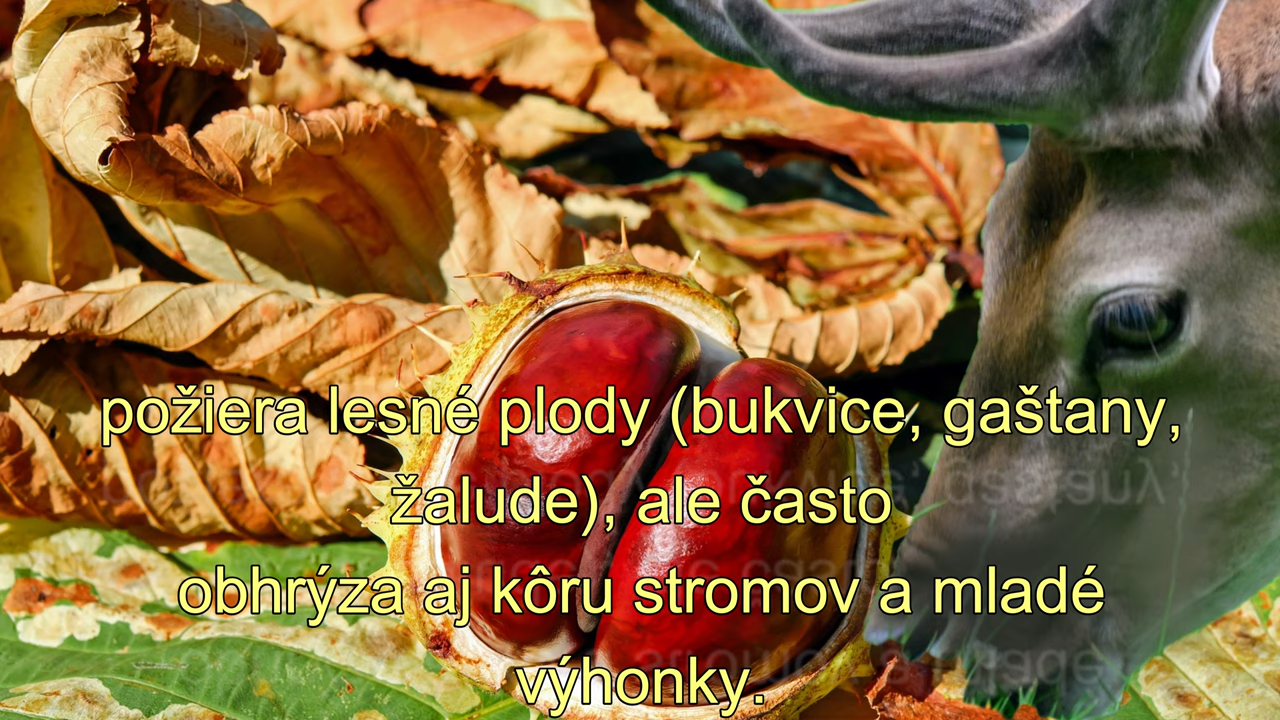 požiera lesné plody (bukvice, gaštany,
žalude), ale často
obhrýza aj kôru stromov a mladé
výhonky.